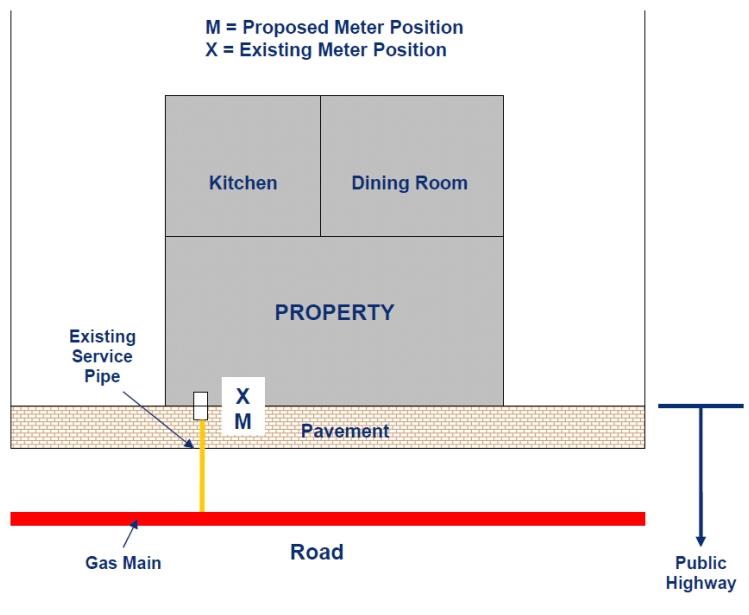 M = Proposed Meter Position
X = Existing Meter Position
Kitchen
Dining Room
PROPERTY
Existing
Service
Pipe
X
M
Pavement
Gas Main
Road
Public
Highway